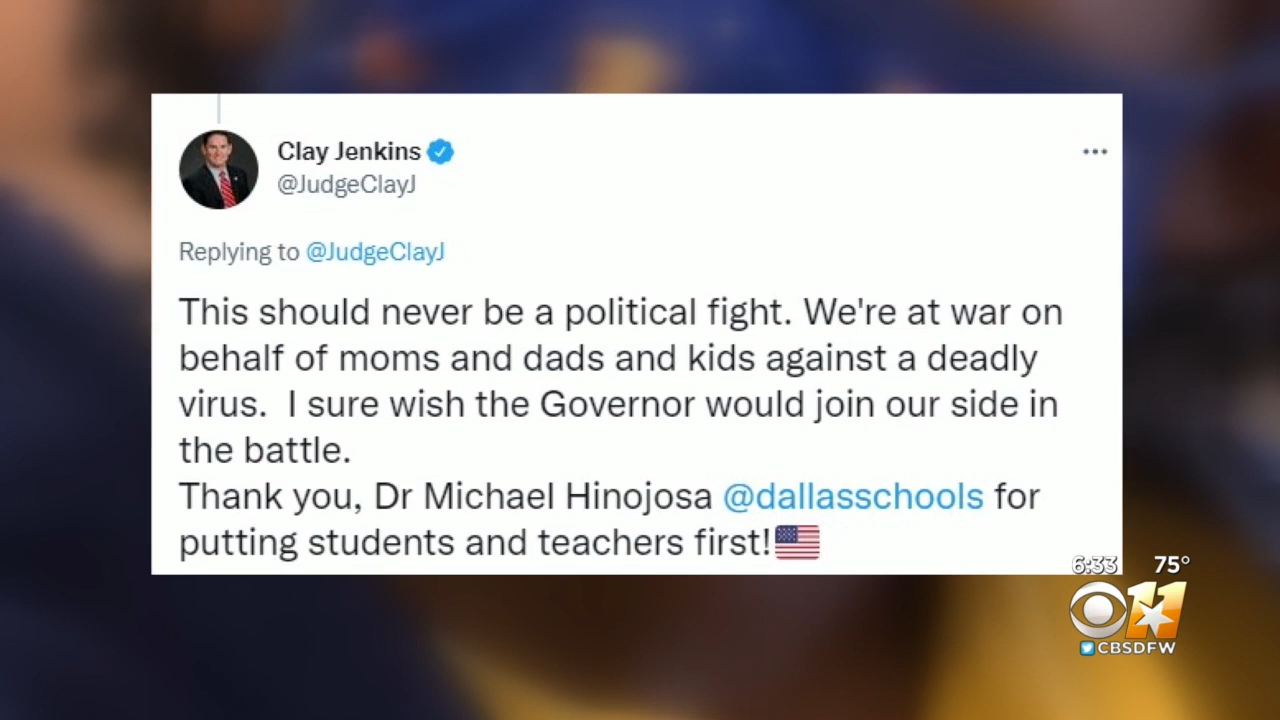 Clay Jenkins
@JudgeClayJ
Replying to @JudgeClayJ
This should never be a political fight. We're at war on
behalf of moms and dads and kids against a deadly
virus.  I sure wish the Governor would join our side in
the battle.
Thank you, Dr Michael Hinojosa @dallasschools for
putting students and teachers first!🇺🇸
6:33 75°
11
CBSDFW